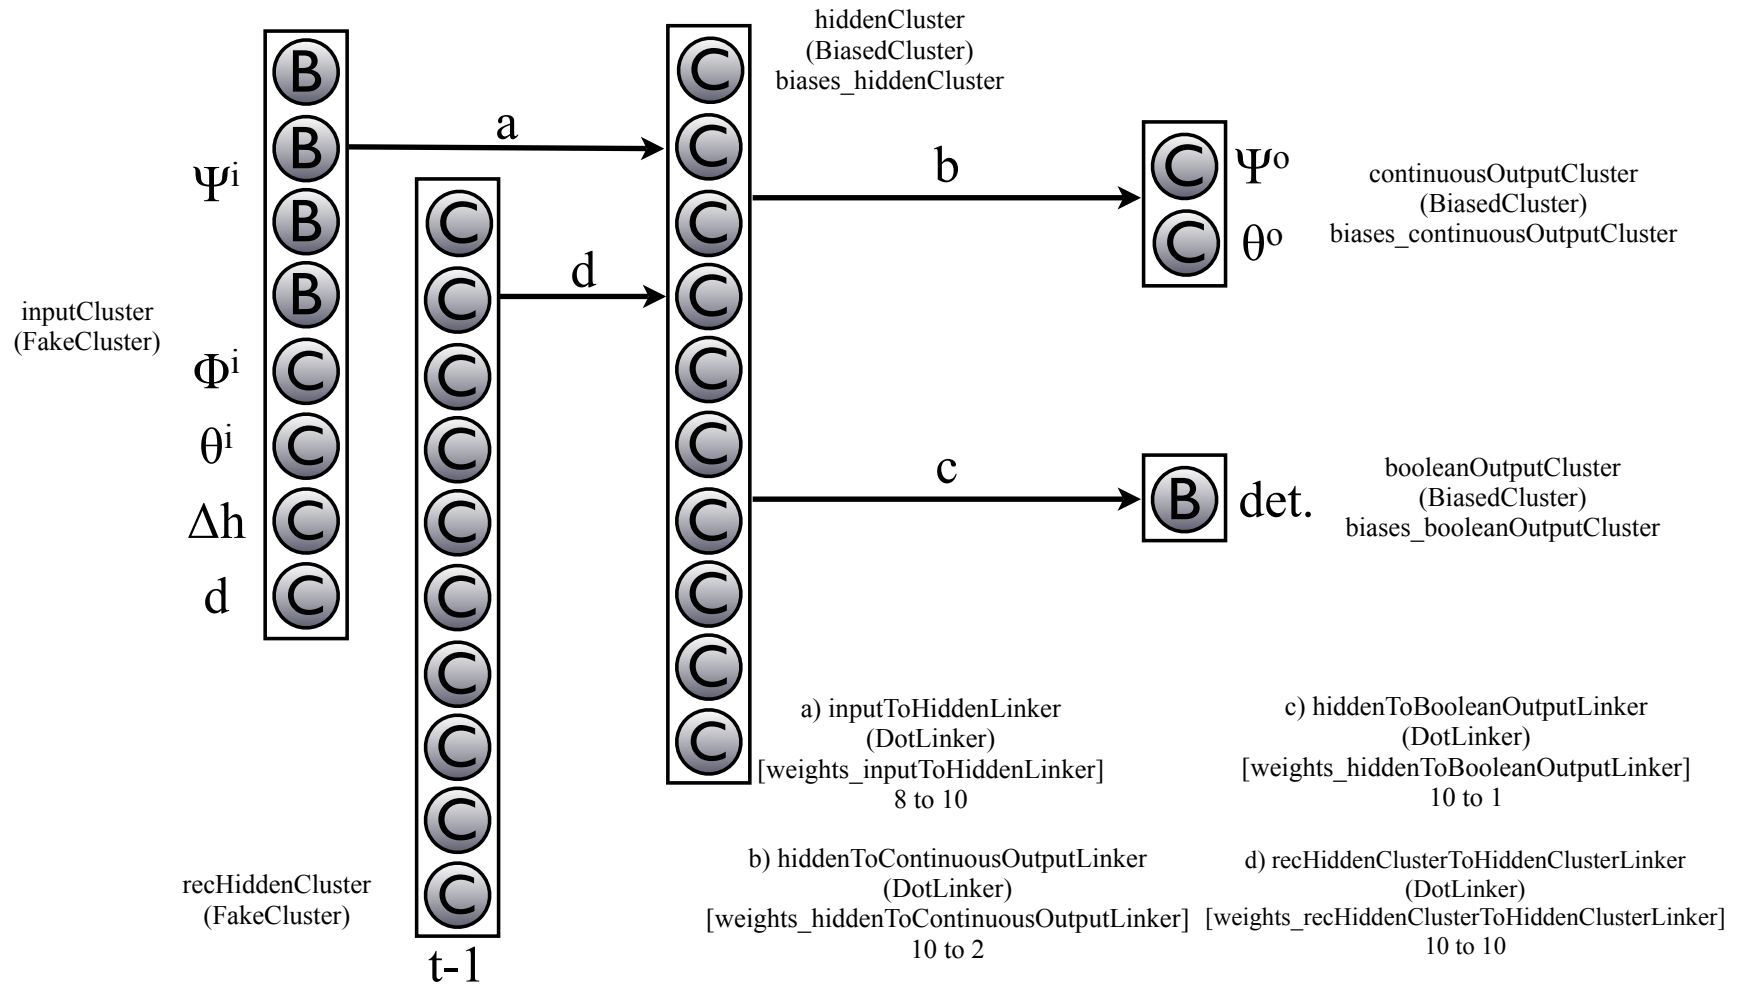 B
B
B
B
C
C
C
C
Ψⁱ
Φⁱ
θⁱ
Δh
d
inputCluster
(FakeCluster)
a
C
C
C
C
C
C
C
C
C
C
recHiddenCluster
(FakeCluster)
t-1
d
C
C
C
C
C
C
C
C
C
C
hiddenCluster
(BiasedCluster)
biases_hiddenCluster
b
C
C
Ψᵒ
θᵒ
continuousOutputCluster
(BiasedCluster)
biases_continuousOutputCluster
c
B
det.
booleanOutputCluster
(BiasedCluster)
biases_booleanOutputCluster
a) inputToHiddenLinker
(DotLinker)
[weights_inputToHiddenLinker]
8 to 10
c) hiddenToBooleanOutputLinker
(DotLinker)
[weights_hiddenToBooleanOutputLinker]
10 to 1
b) hiddenToContinuousOutputLinker
(DotLinker)
[weights_hiddenToContinuousOutputLinker]
10 to 2
d) recHiddenClusterToHiddenClusterLinker
(DotLinker)
[weights_recHiddenClusterToHiddenClusterLinker]
10 to 10